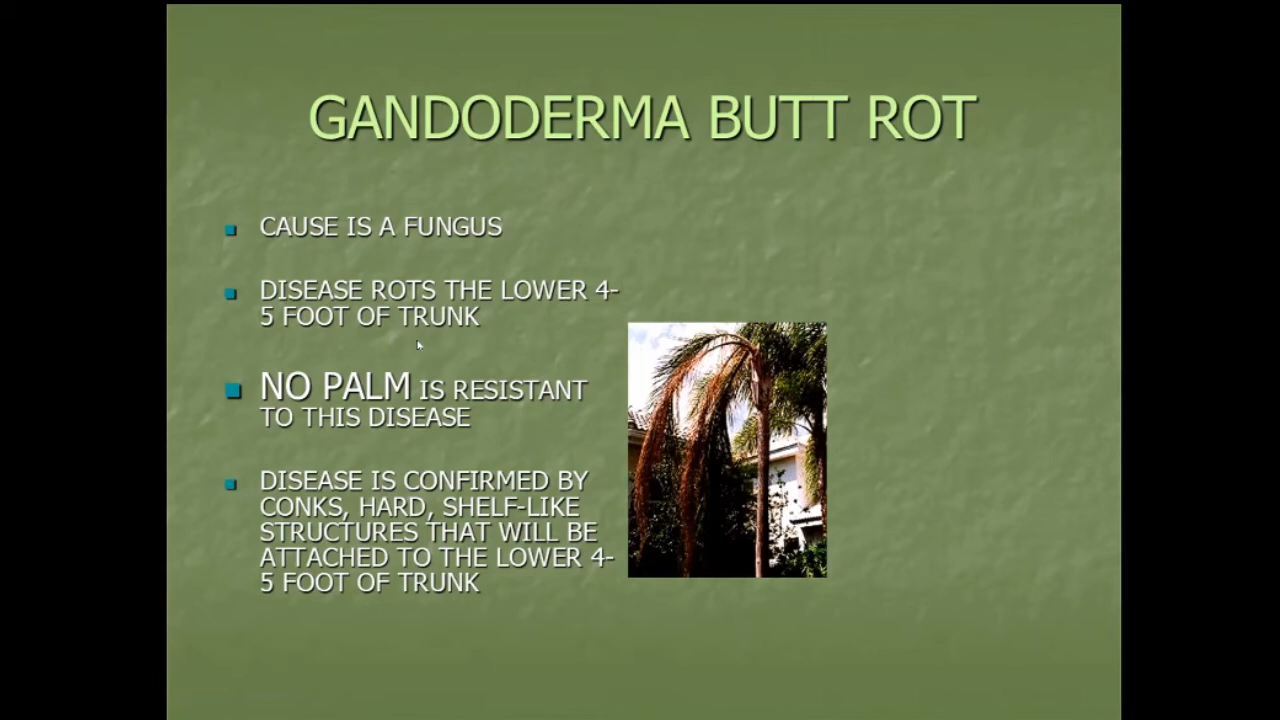 GANDODERMA BUTT ROT
CAUSE IS A FUNGUS
DISEASE ROTS THE LOWER 4-
5 FOOT OF TRUNK
NO PALM IS RESISTANT
TO THIS DISEASE
DISEASE IS CONFIRMED BY
CONKS, HARD, SHELF-LIKE
STRUCTURES THAT WILL BE
ATTACHED TO THE LOWER 4-
5 FOOT OF TRUNK